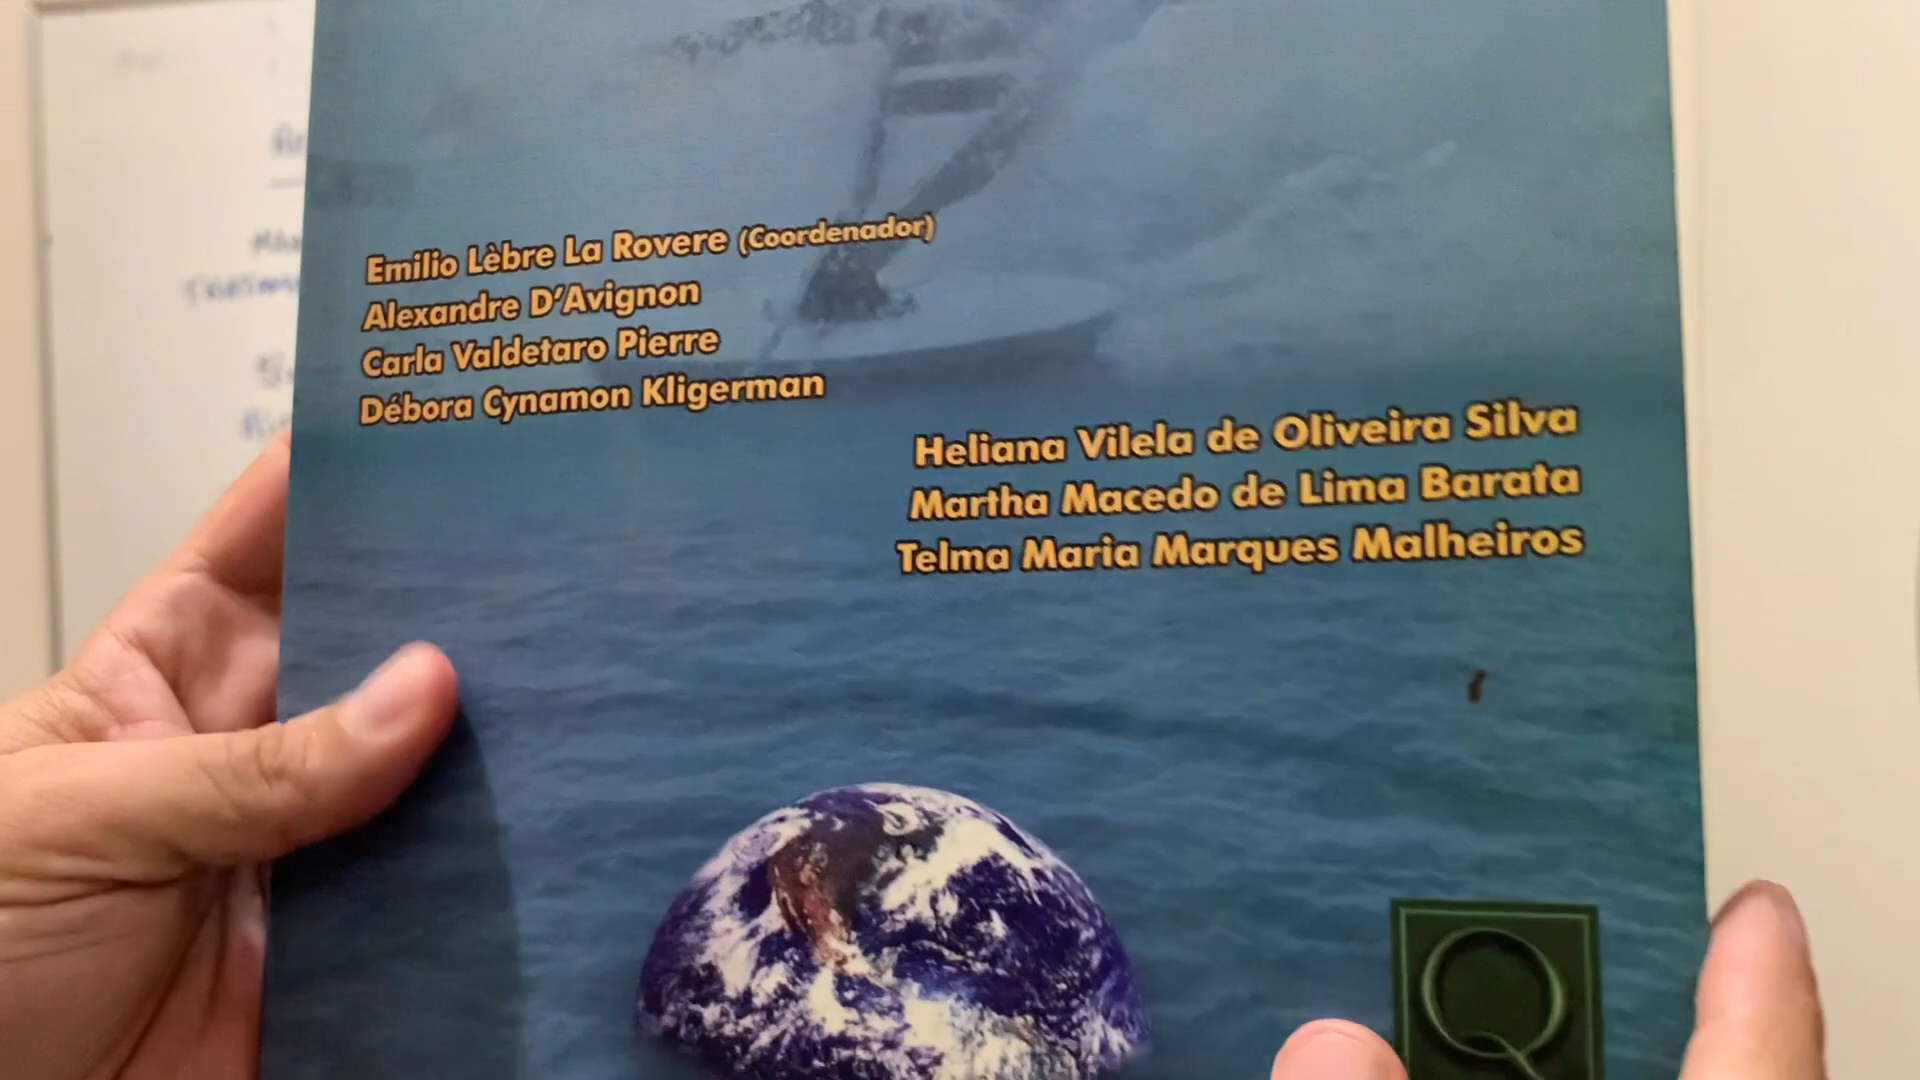 Emilio Lèbre La Rovere (Coordenador)
Alexandre D'Avignon
Carla Valdetaro Pierre
Débora Cynamon Kligerman
Heliana Vilela de Oliveira Silva
Martha Macedo de Lima Barata
Telma Maria Marques Malheiros
Q